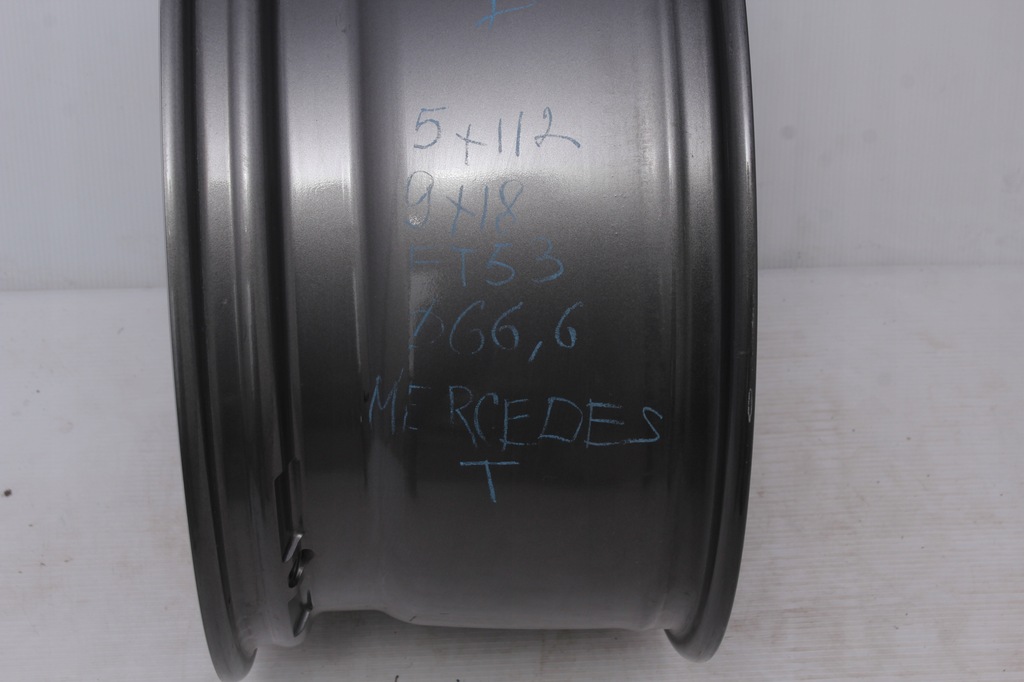 5x112
9x18
ET53
Ø66,6
MERCEDES
T